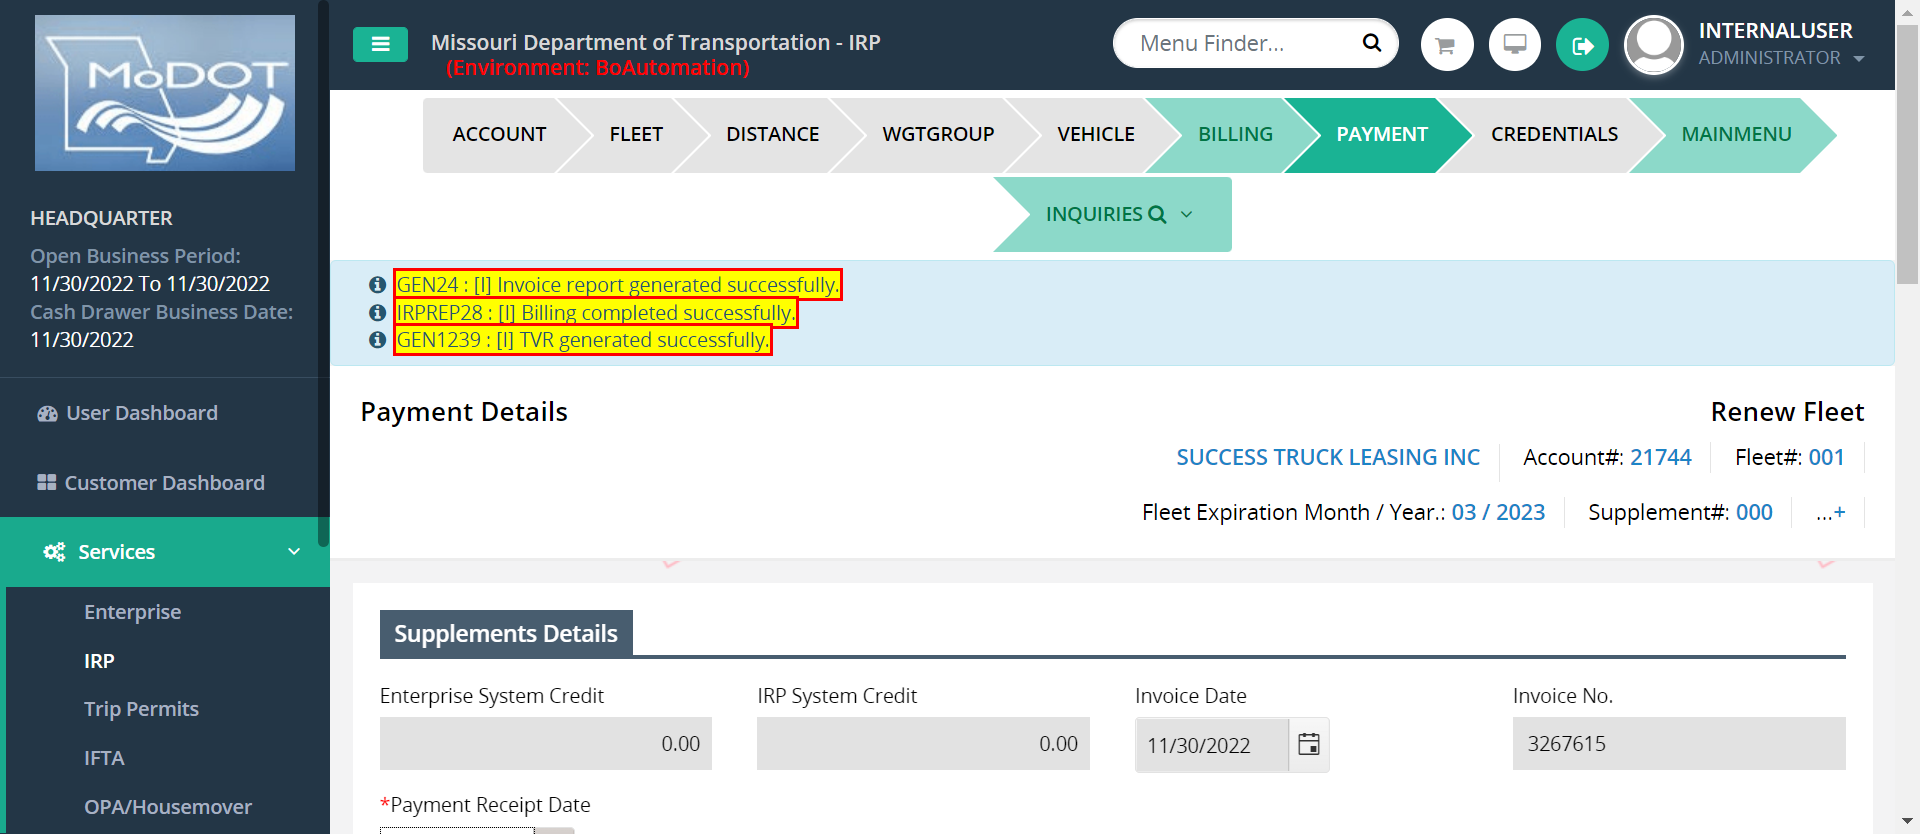 MoDOT
HEADQUARTER
Open Business Period:
11/30/2022 To 11/30/2022
Cash Drawer Business Date:
11/30/2022
User Dashboard
Customer Dashboard
Services
Enterprise
IRP
Trip Permits
IFTA
OPA/Housemover
Missouri Department of Transportation - IRP
(Environment: BoAutomation)
Menu Finder...
INTERNALUSER
ADMINISTRATOR
ACCOUNT FLEET DISTANCE WGTGROUP VEHICLE BILLING PAYMENT CREDENTIALS MAINMENU
INQUIRIES
GEN24 : [I] Invoice report generated successfully.
IRPREP28 : [I] Billing completed successfully.
GEN1239 : [I] TVR generated successfully.
Payment Details Renew Fleet
SUCCESS TRUCK LEASING INC Account#: 21744 Fleet#: 001
Fleet Expiration Month / Year.: 03 / 2023 Supplement#: 000 ...+
Supplements Details
Enterprise System Credit IRP System Credit Invoice Date Invoice No.
0.00 0.00 11/30/2022 3267615
*Payment Receipt Date